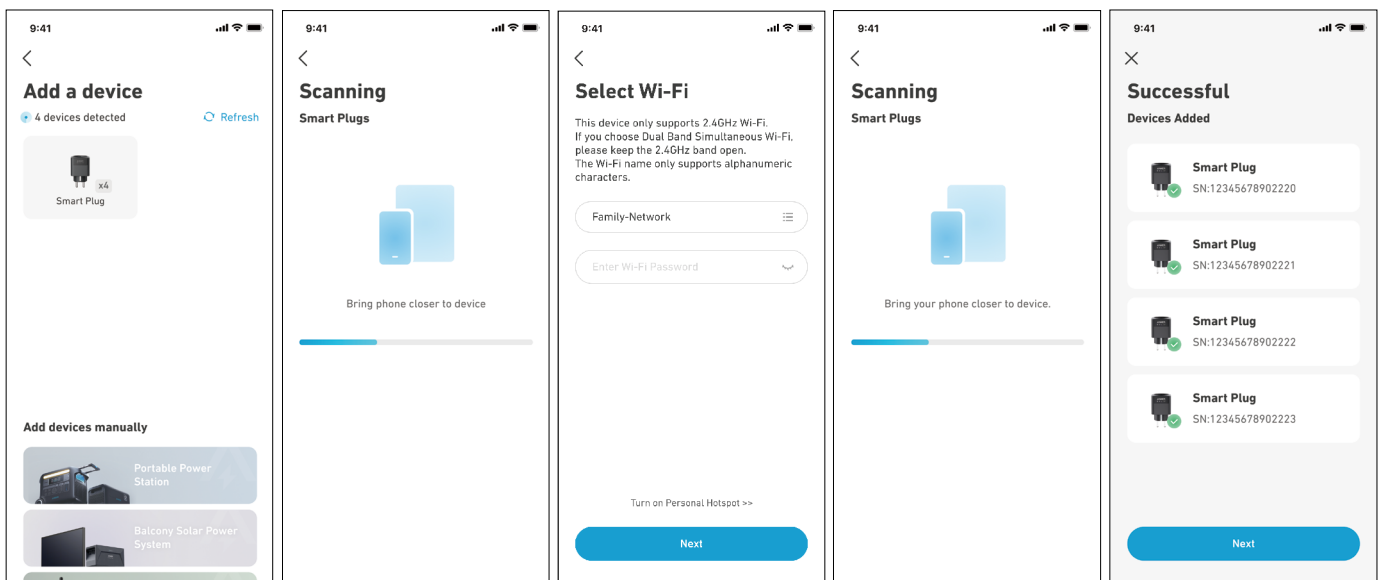 9:41
Add a device
4 devices detected
Refresh
x4
Smart Plug
Add devices manually
Portable Power
Station
Balcony Solar Power
System
9:41
Scanning
Smart Plugs
Bring phone closer to device
9:41
Select Wi-Fi
This device only supports 2.4GHz Wi-Fi.
If you choose Dual Band Simultaneous Wi-Fi,
please keep the 2.4GHz band open.
The Wi-Fi name only supports alphanumeric
characters.
Family-Network
Enter Wi-Fi Password
Turn on Personal Hotspot >>
Next
9:41
Scanning
Smart Plugs
Bring your phone closer to device.
9:41
Successful
Devices Added
Smart Plug
SN:12345678902220
Smart Plug
SN:12345678902221
Smart Plug
SN:12345678902222
Smart Plug
SN:12345678902223
Next